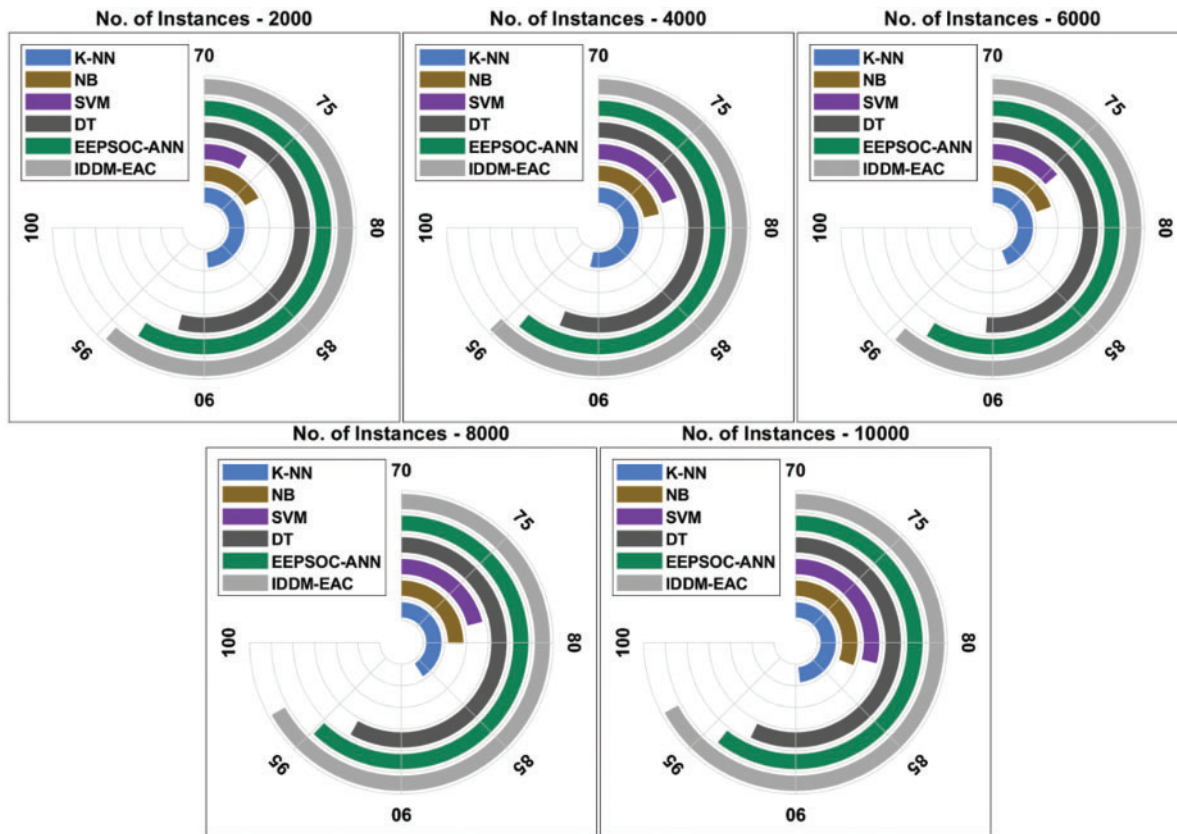 No. of Instances - 2000
K-NN
NB
SVM
DT
EEPSOC-ANN
IDDM-EAC
70
75
80
85
90
95
100
No. of Instances - 4000
K-NN
NB
SVM
DT
EEPSOC-ANN
IDDM-EAC
70
75
80
85
90
95
100
No. of Instances - 6000
K-NN
NB
SVM
DT
EEPSOC-ANN
IDDM-EAC
70
75
80
85
90
95
100
No. of Instances - 8000
K-NN
NB
SVM
DT
EEPSOC-ANN
IDDM-EAC
70
75
80
85
90
95
100
No. of Instances - 10000
K-NN
NB
SVM
DT
EEPSOC-ANN
IDDM-EAC
70
75
80
85
90
95
100